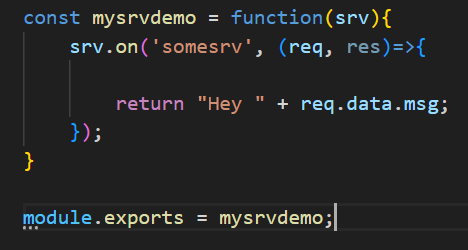 const mysrvdemo = function(srv){
    srv.on('somesrv', (req, res)=>{
        return "Hey " + req.data.msg;
    });
}
module.exports = mysrvdemo;